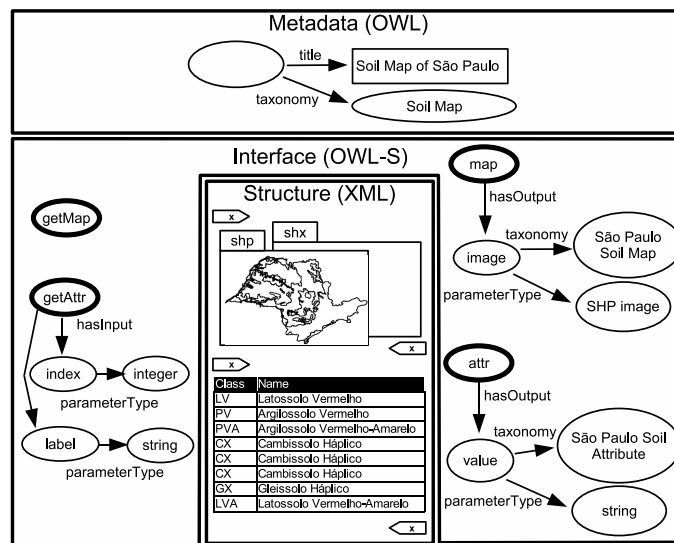 Metadata (OWL)
title
Soil Map of São Paulo
taxonomy
Soil Map
Interface (OWL-S)
getMap
getAttr
hasInput
index
integer
parameterType
label
string
parameterType
Structure (XML)
x
shp
shx
x
x
Class Name
LV Latossolo Vermelho
PV Argilossolo Vermelho
PVA Argilossolo Vermelho-Amarelo
CX Cambissolo Háplico
CX Cambissolo Háplico
CX Cambissolo Háplico
GX Gleissolo Háplico
LVA Latossolo Vermelho-Amarelo
x
map
hasOutput
taxonomy
image
São Paulo
Soil Map
parameterType
SHP image
attr
hasOutput
taxonomy
value
São Paulo Soil
Attribute
parameterType
string